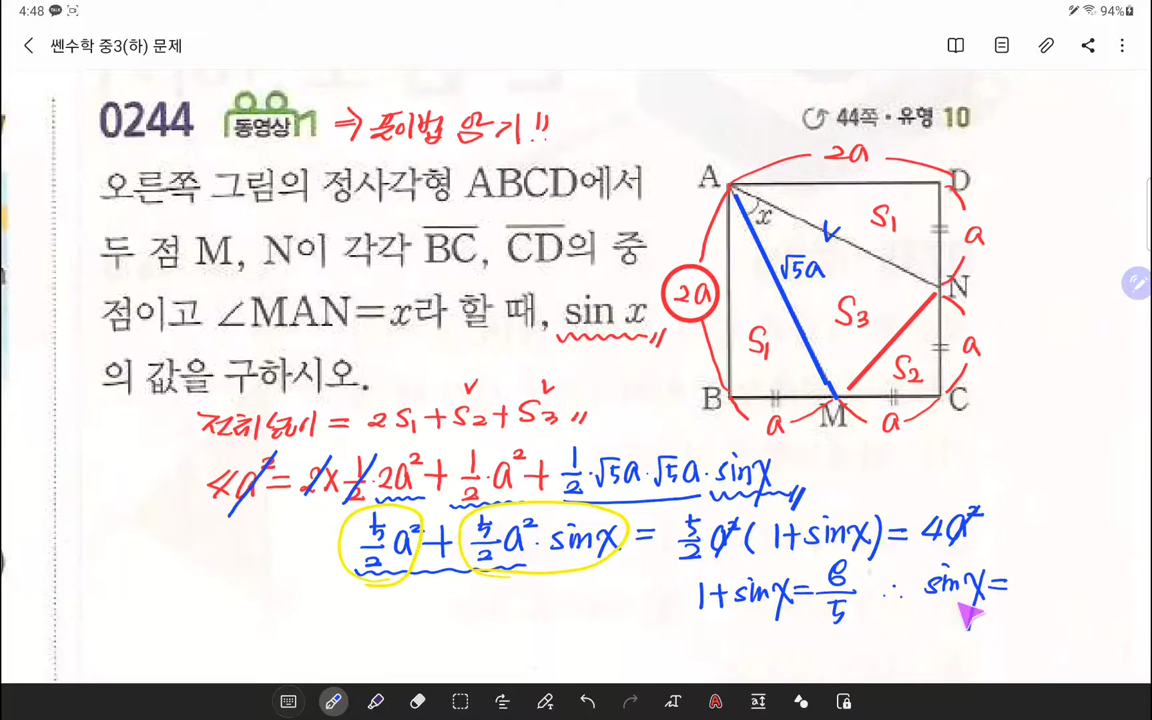 4:48 94%
쎈수학 중3(하) 문제
0244 동영상 ⇒ 풀이법 암기!! 44쪽·유형 10
오른쪽 그림의 정사각형 ABCD에서
두 점 M, N이 각각 BC, CD의 중
점이고 ∠MAN=x라 할 때, sin x
의 값을 구하시오.
2a
A D
x S₁ a
√5a N
2a S₃
S₁ S₂ a
B M C
a a
전체넓이 = 2S₁+S₂+S₃
4a² = 2×½·2a² + ½·a² + ½·√5a·√5a·sinx
5/2a² + 5/2a²·sinx = 5/2a²(1+sinx) = 4a²
1+sinx = 8/5 ∴ sinx =